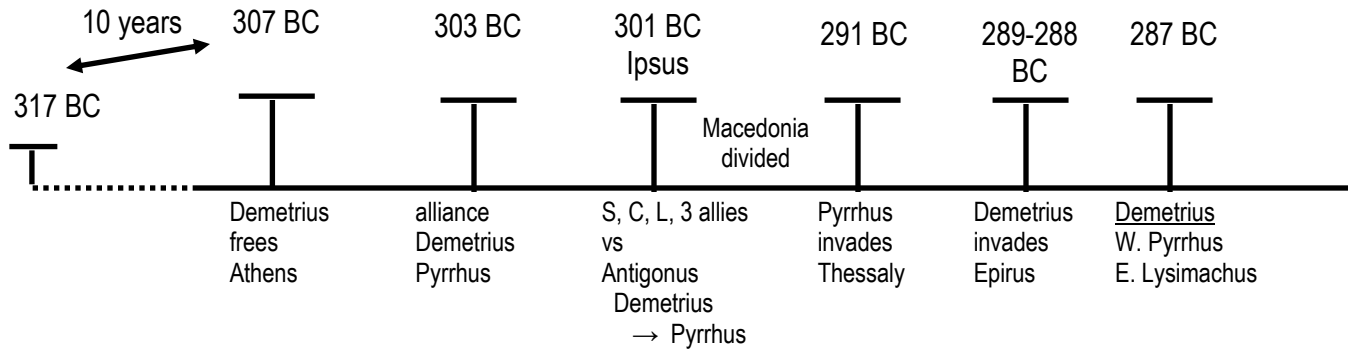 10 years
317 BC
307 BC
303 BC
301 BC
Ipsus
291 BC
289-288
BC
287 BC
Macedonia
divided
Demetrius
frees
Athens
alliance
Demetrius
Pyrrhus
S, C, L, 3 allies
vs
Antigonus
Demetrius
→ Pyrrhus
Pyrrhus
invades
Thessaly
Demetrius
invades
Epirus
Demetrius
W. Pyrrhus
E. Lysimachus